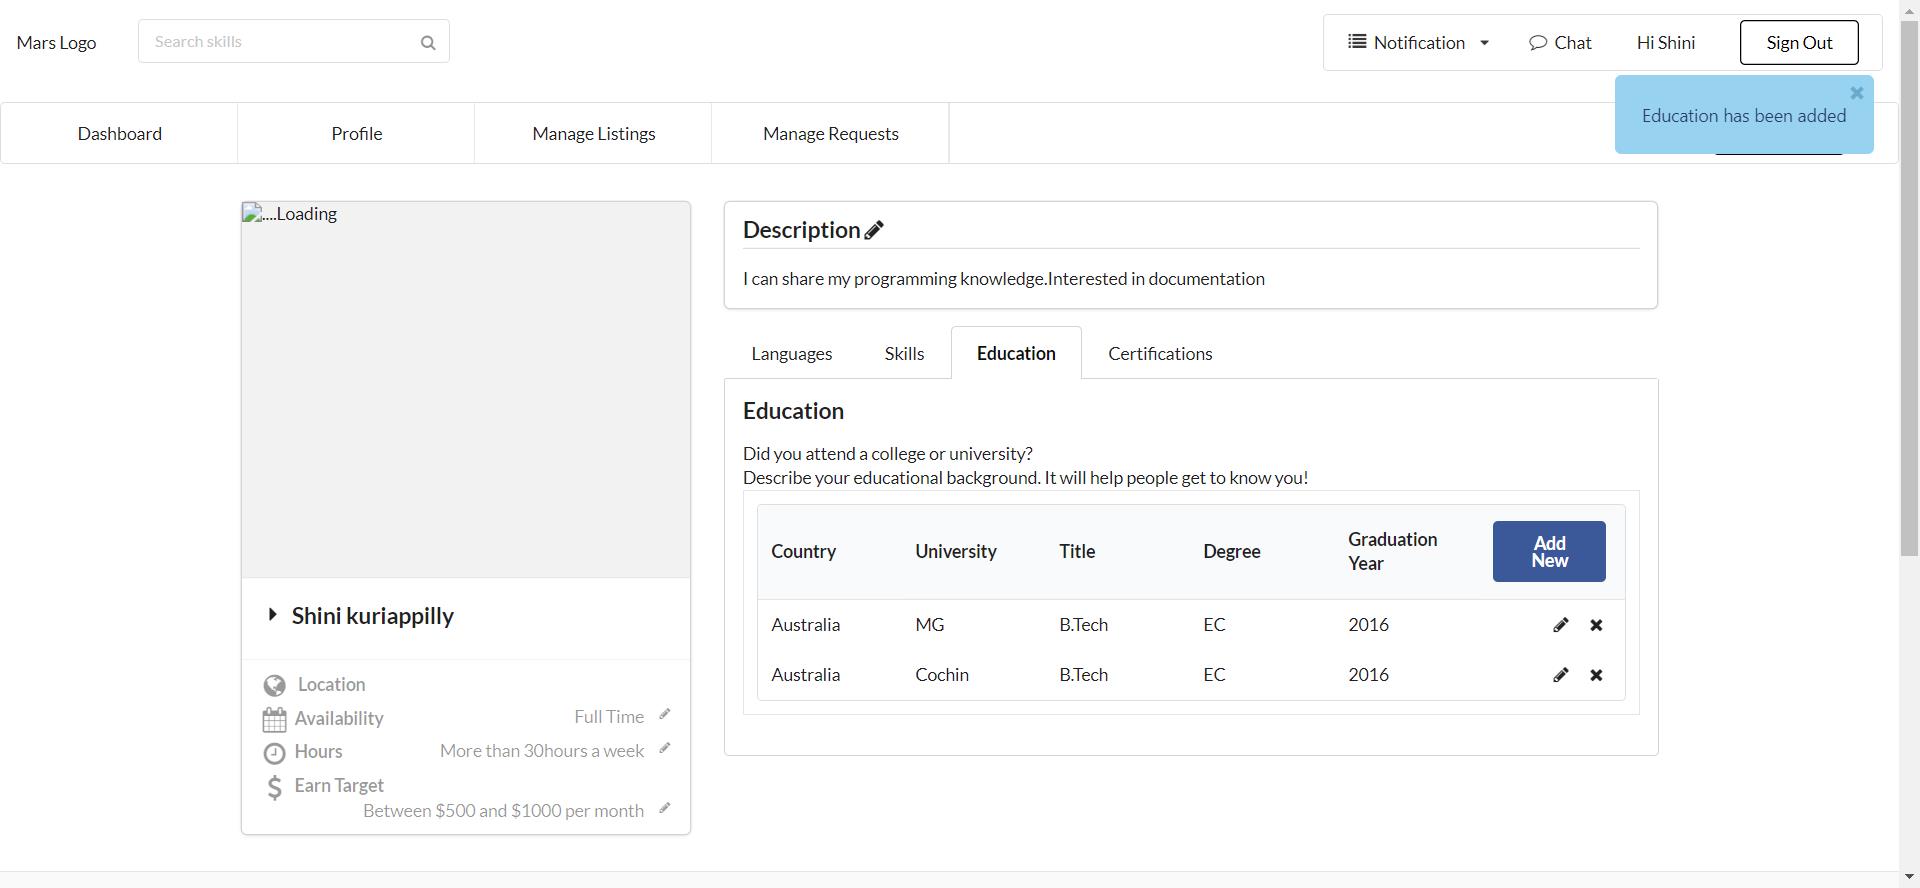 Mars Logo
Search skills
Notification
Chat
Hi Shini
Sign Out
Education has been added
Dashboard
Profile
Manage Listings
Manage Requests
....Loading
Description
I can share my programming knowledge.Interested in documentation
Languages
Skills
Education
Certifications
Education
Did you attend a college or university?
Describe your educational background. It will help people get to know you!
Country University Title Degree Graduation Year Add New
Australia MG B.Tech EC 2016
Australia Cochin B.Tech EC 2016
Shini kuriappilly
Location
Availability Full Time
Hours More than 30hours a week
Earn Target
Between $500 and $1000 per month